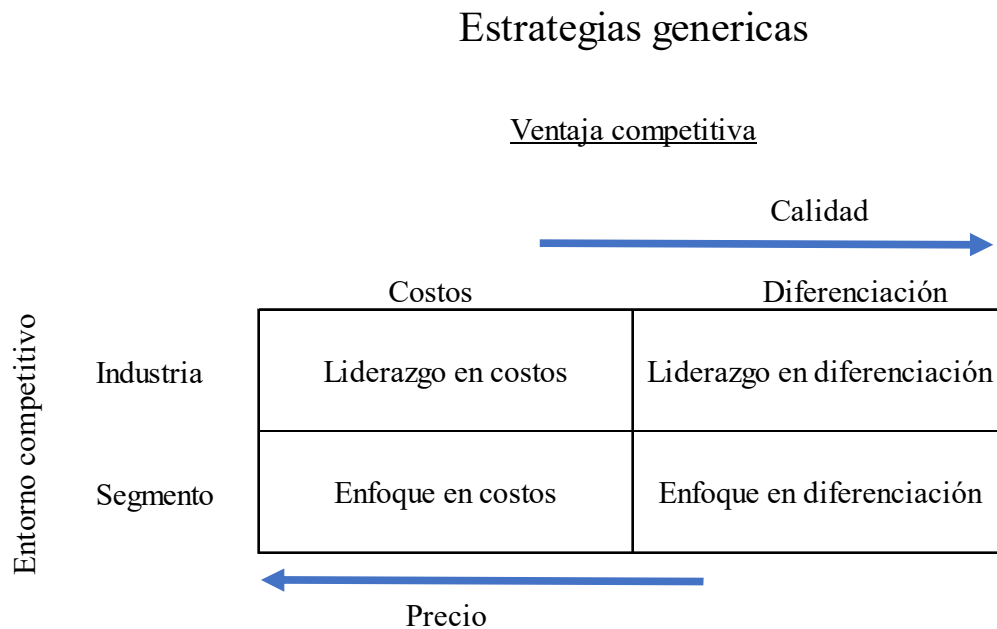 Estrategias genericas
Ventaja competitiva
Calidad
Costos
Diferenciación
Entorno competitivo
Industria
Liderazgo en costos
Liderazgo en diferenciación
Segmento
Enfoque en costos
Enfoque en diferenciación
Precio